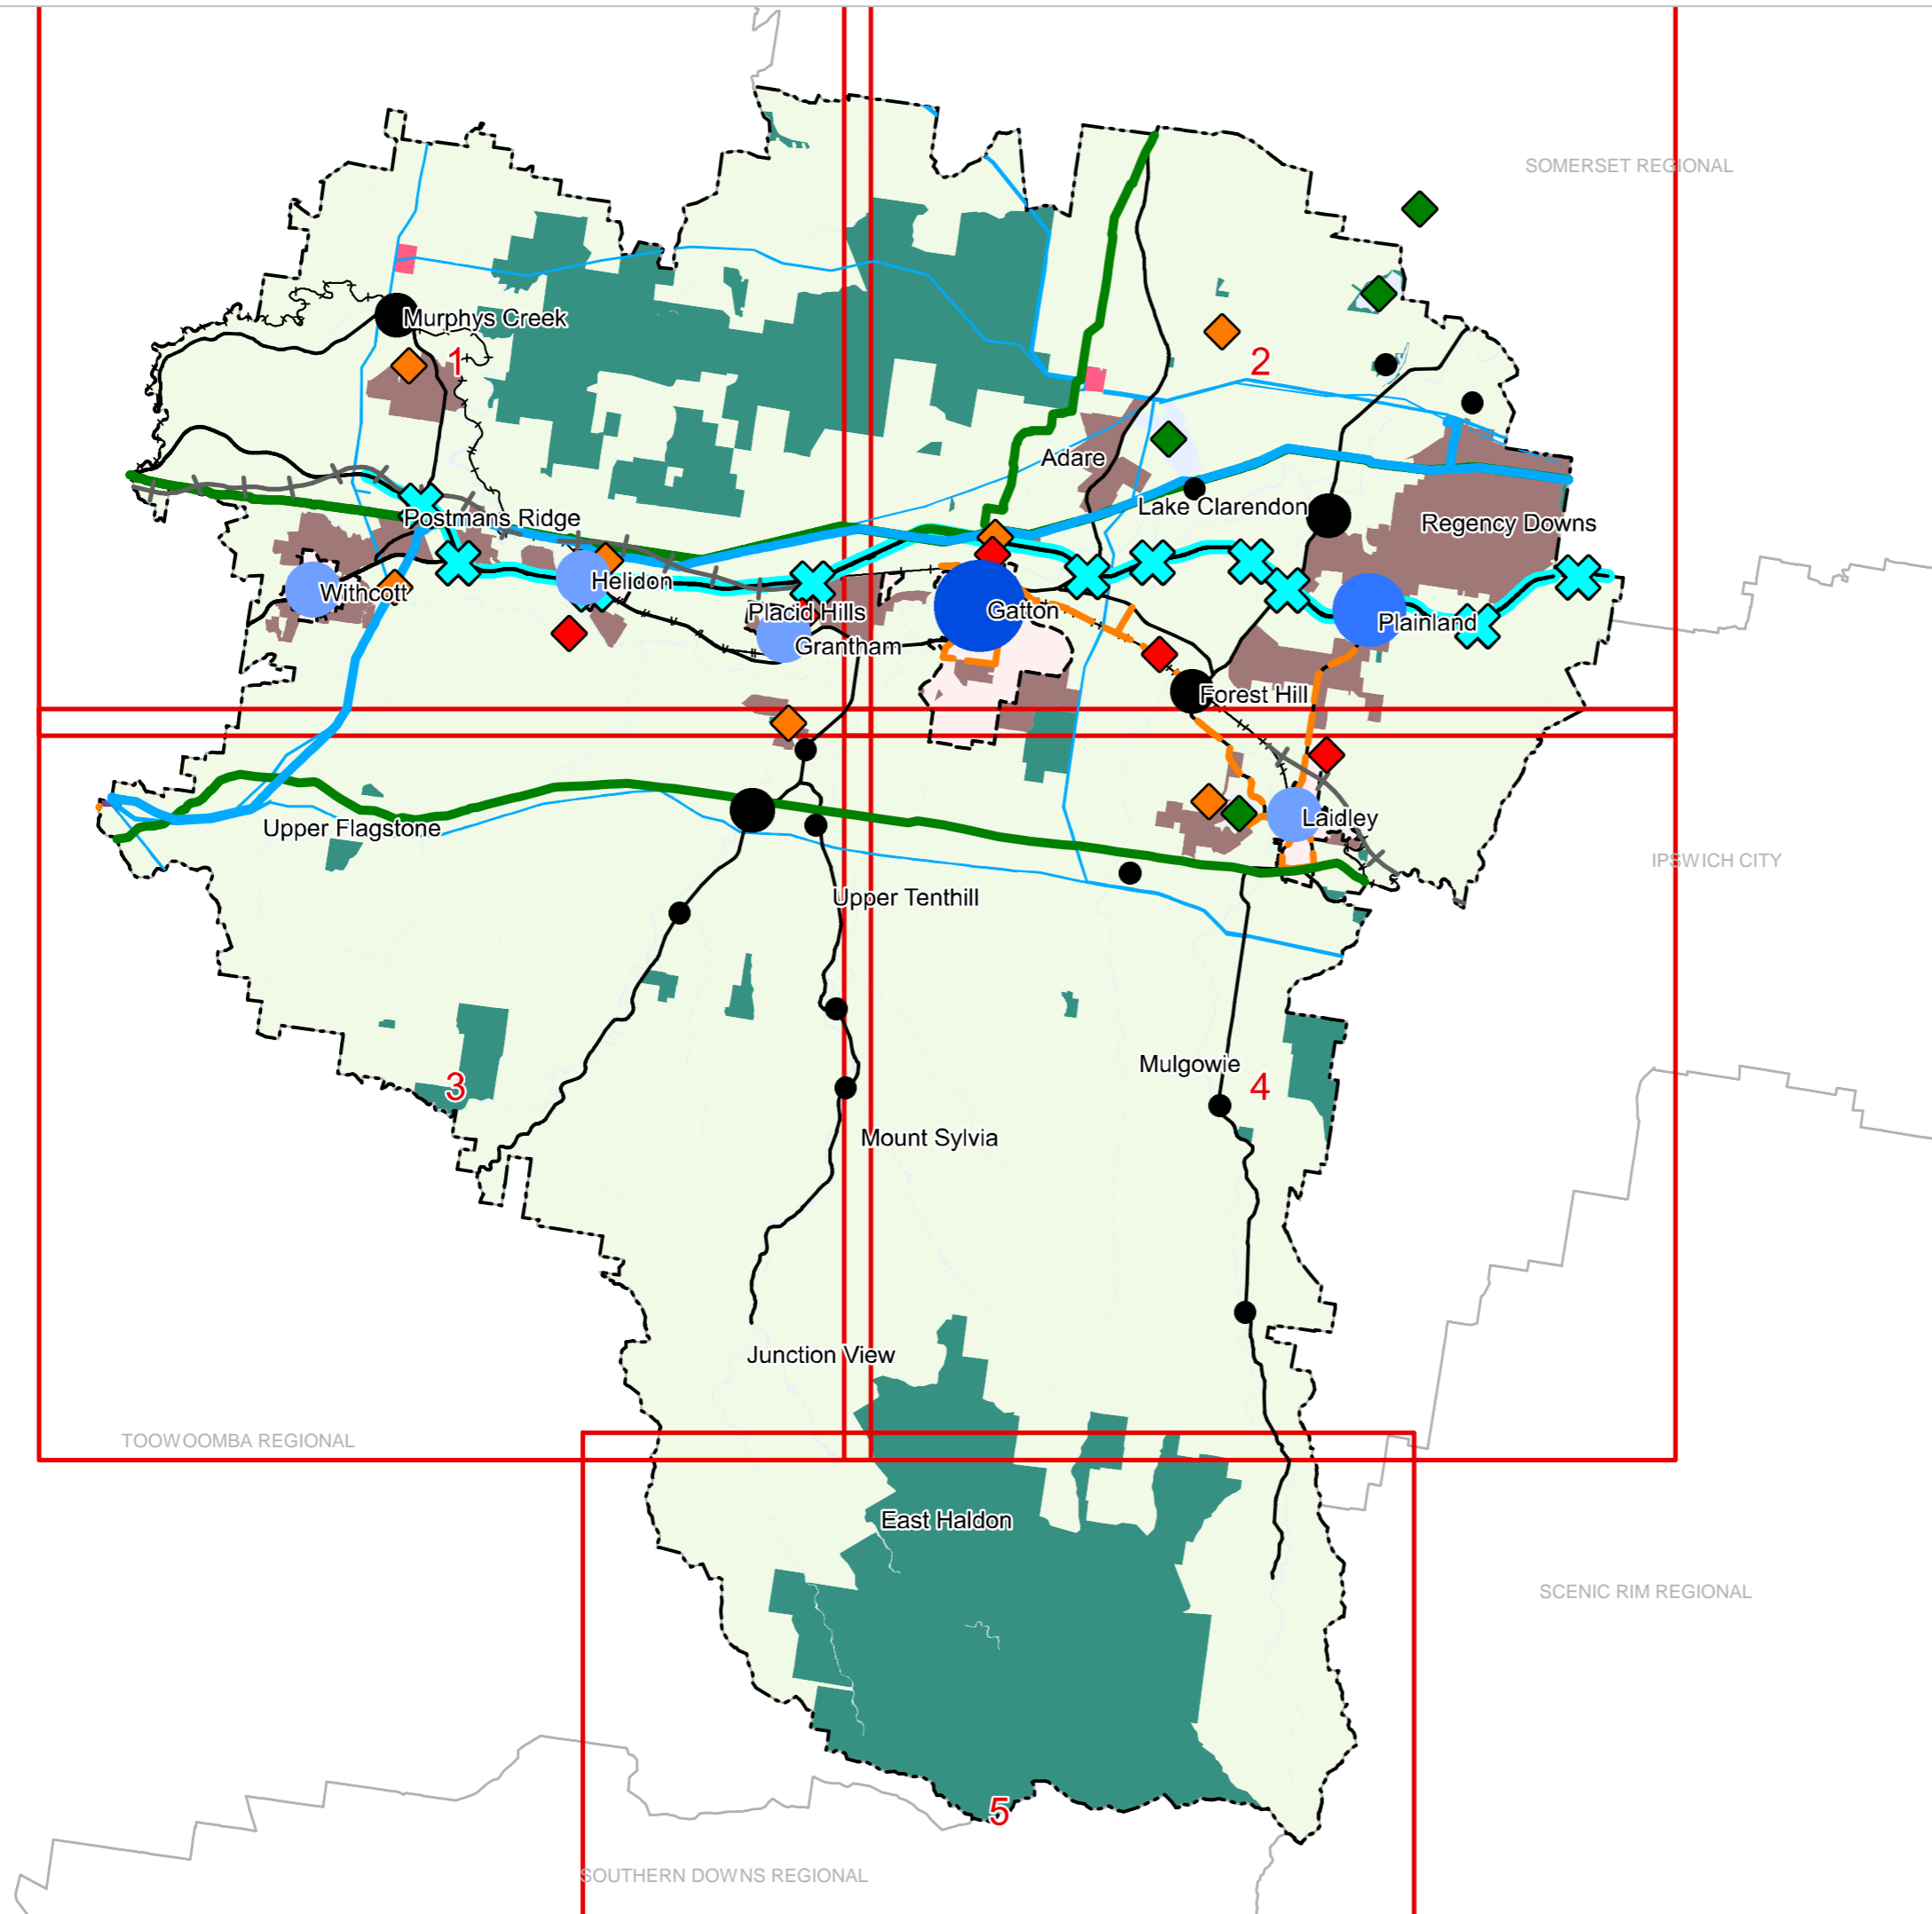 SOMERSET REGIONAL
Murphys Creek
1
2
Adare
Lake Clarendon
Postmans Ridge
Regency Downs
Withcott
Helidon
Placid Hills
Gatton
Plainland
Grantham
Forest Hill
Upper Flagstone
Laidley
IPSWICH CITY
Upper Tenthill
Mulgowie
3
4
Mount Sylvia
Junction View
TOOWOOMBA REGIONAL
East Haldon
SCENIC RIM REGIONAL
5
SOUTHERN DOWNS REGIONAL